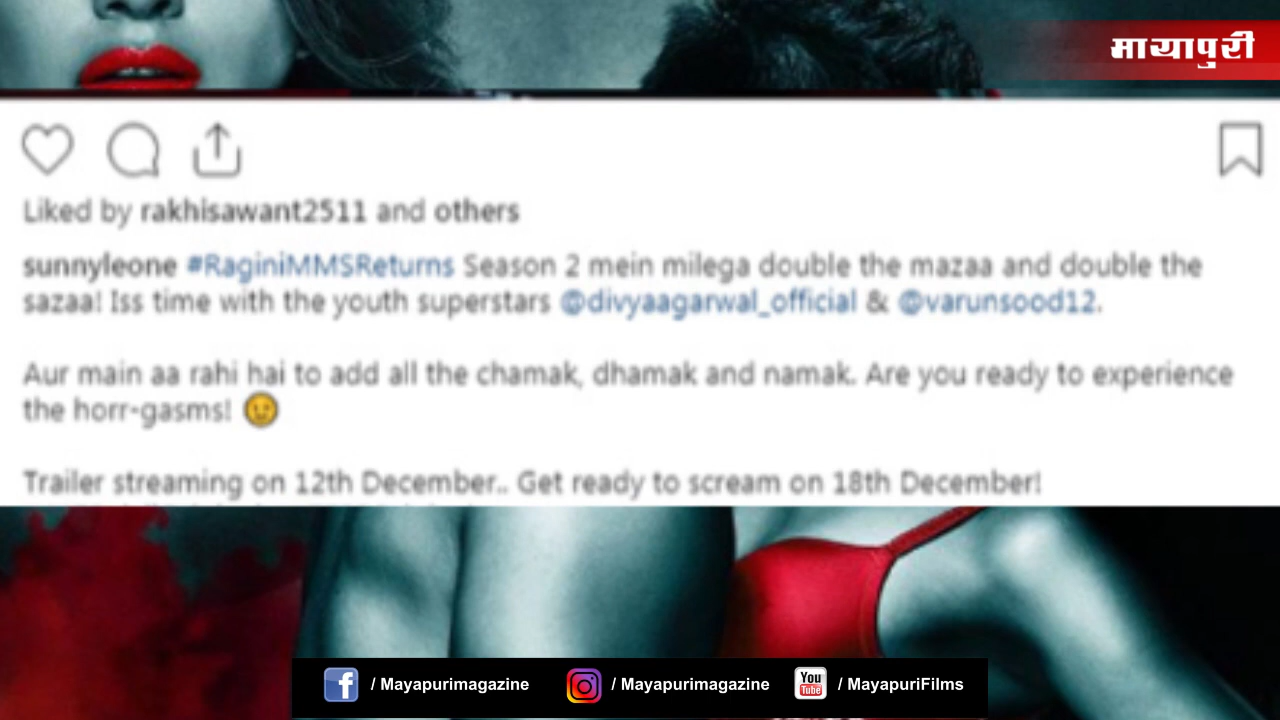 मायापुरी
Liked by rakhisawant2511 and others
sunnyleone #RaginiMMSReturns Season 2 mein milega double the mazaa and double the
sazaa! Iss time with the youth superstars @divyaagarwal_official & @varunsood12.
Aur main aa rahi hai to add all the chamak, dhamak and namak. Are you ready to experience
the horr-gasms! 😉
Trailer streaming on 12th December.. Get ready to scream on 18th December!
/ Mayapurimagazine / Mayapurimagazine You Tube / MayapuriFilms